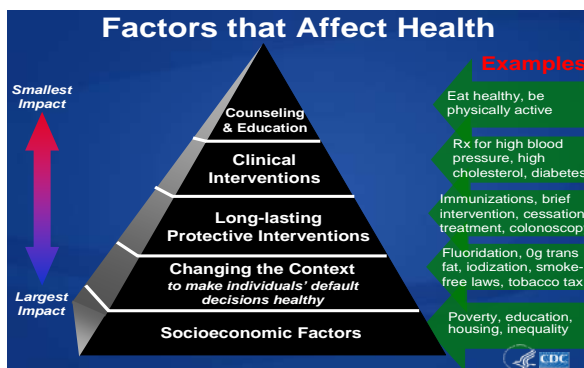 Factors that Affect Health
Examples
Smallest
Impact
Largest
Impact
Counseling
& Education
Clinical
Interventions
Long-lasting
Protective Interventions
Changing the Context
to make individuals' default
decisions healthy
Socioeconomic Factors
Eat healthy, be
physically active
Rx for high blood
pressure, high
cholesterol, diabetes
Immunizations, brief
intervention, cessation
treatment, colonoscopy
Fluoridation, 0g trans
fat, iodization, smoke-
free laws, tobacco tax
Poverty, education,
housing, inequality
CDC